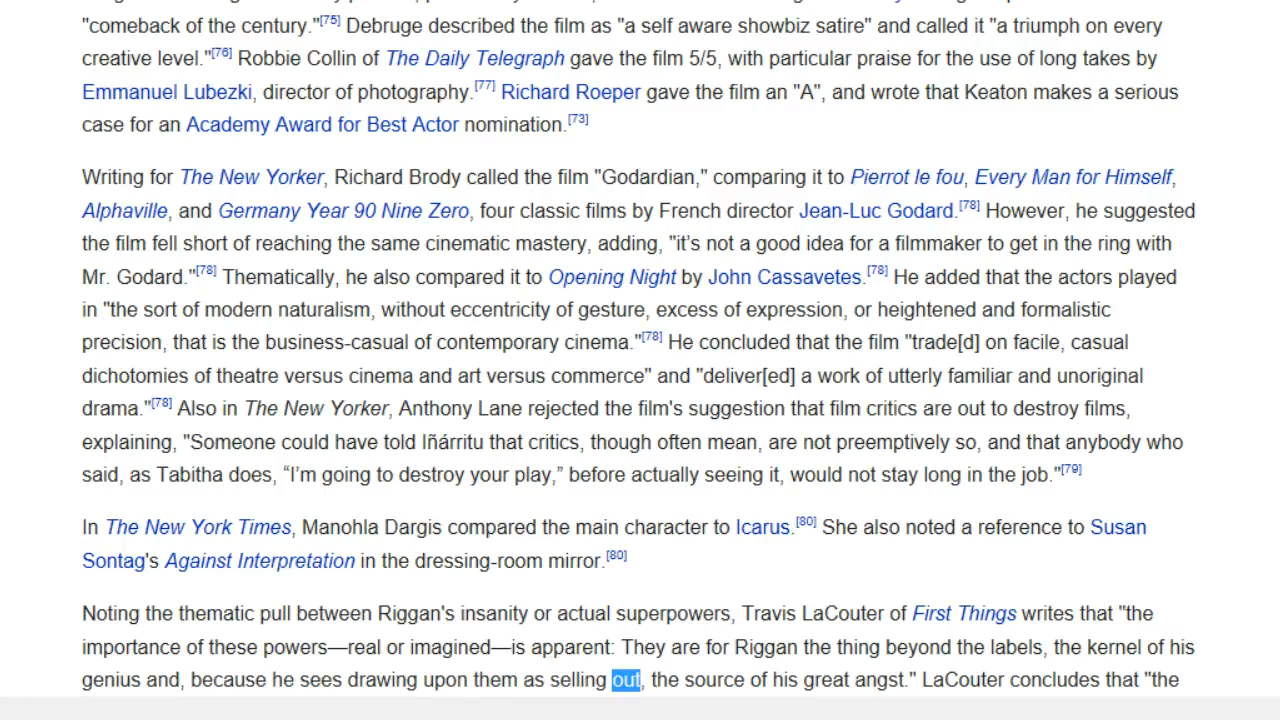 "comeback of the century."[75] Debruge described the film as "a self aware showbiz satire" and called it "a triumph on every
creative level."[76] Robbie Collin of The Daily Telegraph gave the film 5/5, with particular praise for the use of long takes by
Emmanuel Lubezki, director of photography.[77] Richard Roeper gave the film an "A", and wrote that Keaton makes a serious
case for an Academy Award for Best Actor nomination.[73]
Writing for The New Yorker, Richard Brody called the film "Godardian," comparing it to Pierrot le fou, Every Man for Himself,
Alphaville, and Germany Year 90 Nine Zero, four classic films by French director Jean-Luc Godard.[78] However, he suggested
the film fell short of reaching the same cinematic mastery, adding, "it’s not a good idea for a filmmaker to get in the ring with
Mr. Godard."[78] Thematically, he also compared it to Opening Night by John Cassavetes.[78] He added that the actors played
in "the sort of modern naturalism, without eccentricity of gesture, excess of expression, or heightened and formalistic
precision, that is the business-casual of contemporary cinema."[78] He concluded that the film "trade[d] on facile, casual
dichotomies of theatre versus cinema and art versus commerce" and "deliver[ed] a work of utterly familiar and unoriginal
drama."[78] Also in The New Yorker, Anthony Lane rejected the film's suggestion that film critics are out to destroy films,
explaining, "Someone could have told Iñárritu that critics, though often mean, are not preemptively so, and that anybody who
said, as Tabitha does, “I’m going to destroy your play,” before actually seeing it, would not stay long in the job."[79]
In The New York Times, Manohla Dargis compared the main character to Icarus.[80] She also noted a reference to Susan
Sontag's Against Interpretation in the dressing-room mirror.[80]
Noting the thematic pull between Riggan's insanity or actual superpowers, Travis LaCouter of First Things writes that "the
importance of these powers—real or imagined—is apparent: They are for Riggan the thing beyond the labels, the kernel of his
genius and, because he sees drawing upon them as selling out, the source of his great angst." LaCouter concludes that "the